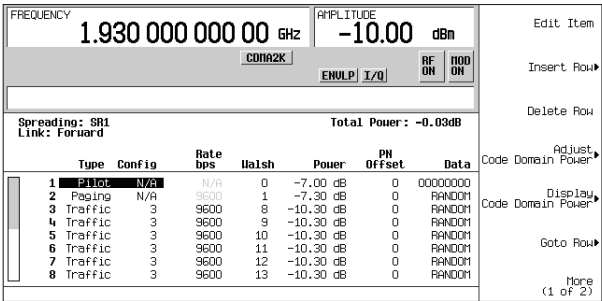 FREQUENCY
1.930 000 000 00 GHz
AMPLITUDE
-10.00 dBm
CDMA2K
ENVLP I/Q
RF ON
MOD ON
Spreading: SR1
Link: Forward
Total Power: -0.03dB
Type Config Rate bps Walsh Power PN Offset Data
1 Pilot N/A N/A 0 -7.00 dB 0 00000000
2 Paging N/A 9600 1 -7.30 dB 0 RANDOM
3 Traffic 3 9600 8 -10.30 dB 0 RANDOM
4 Traffic 3 9600 9 -10.30 dB 0 RANDOM
5 Traffic 3 9600 10 -10.30 dB 0 RANDOM
6 Traffic 3 9600 11 -10.30 dB 0 RANDOM
7 Traffic 3 9600 12 -10.30 dB 0 RANDOM
8 Traffic 3 9600 13 -10.30 dB 0 RANDOM
Edit Item
Insert Row
Delete Row
Adjust
Code Domain Power
Display
Code Domain Power
Goto Row
More
(1 of 2)